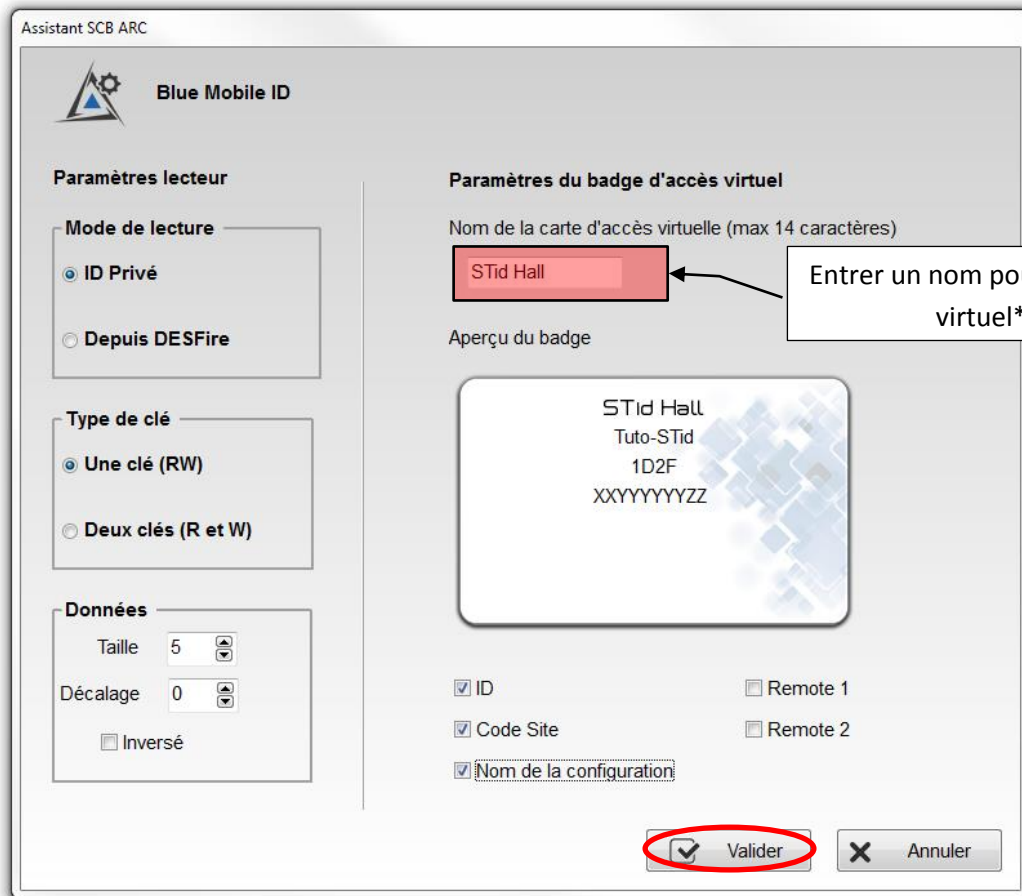 Assistant SCB ARC
Blue Mobile ID
Paramètres lecteur
Mode de lecture
ID Privé
Depuis DESFire
Type de clé
Une clé (RW)
Deux clés (R et W)
Données
Taille 5
Décalage 0
Inversé
Paramètres du badge d'accès virtuel
Nom de la carte d'accès virtuelle (max 14 caractères)
STid Hall
Entrer un nom po
virtuel*
Aperçu du badge
STid Hall
Tuto-STid
1D2F
XXYYYYYYZZ
ID
Remote 1
Code Site
Remote 2
Nom de la configuration
Valider
Annuler